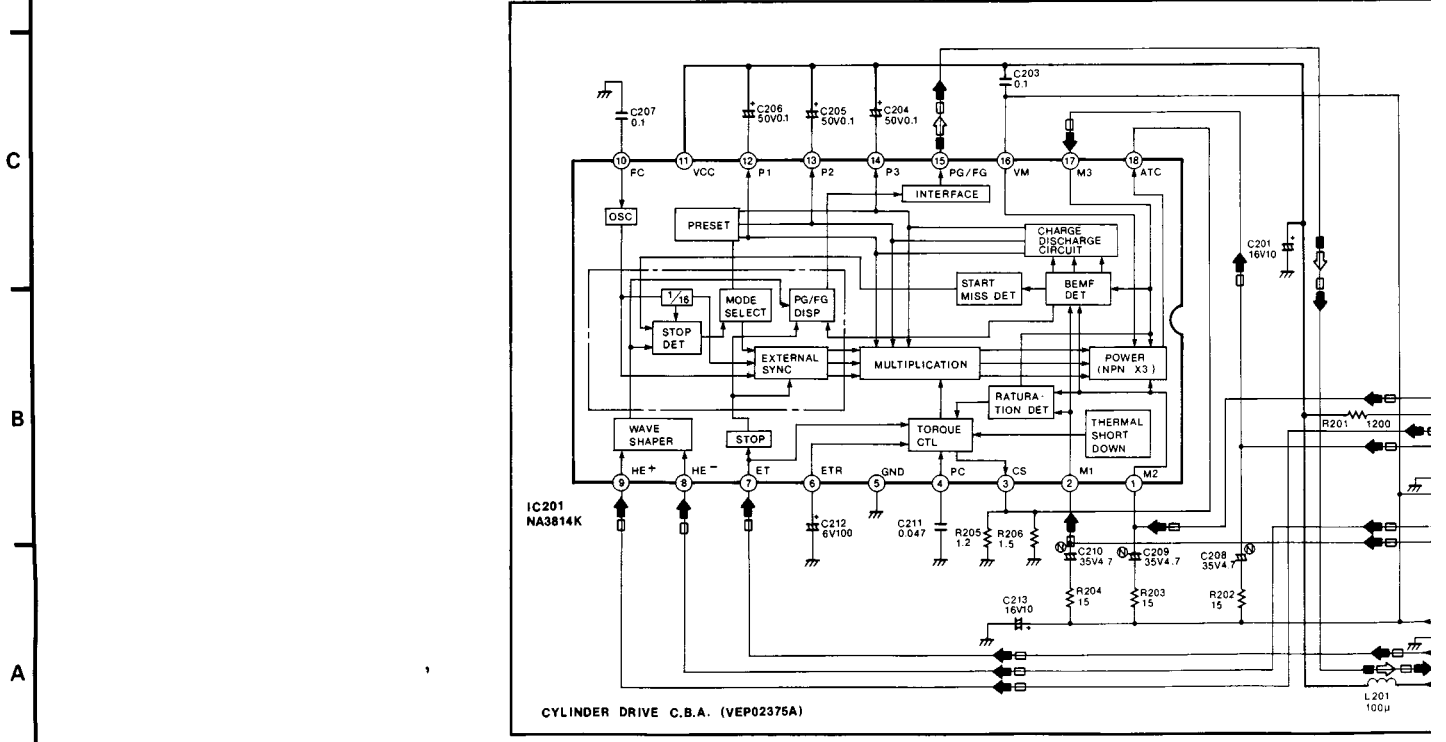 C
B
A
C203
0.1
C207
0.1
C206
50V0.1
C205
50V0.1
C204
50V0.1
10
11
12
13
14
15
16
17
18
FC
VCC
P1
P2
P3
PG/FG
VM
M3
ATC
INTERFACE
OSC
PRESET
CHARGE
DISCHARGE
CIRCUIT
C201
16V10
START
MISS DET
BEMF
DET
1/16
MODE
SELECT
PG/FG
DISP
STOP
DET
EXTERNAL
SYNC
MULTIPLICATION
POWER
(NPN X3)
RATURA-
TION DET
R201 1200
WAVE
SHAPER
STOP
TORQUE
CTL
THERMAL
SHORT
DOWN
HE+
HE-
ET
ETR
GND
PC
CS
M1
M2
9
8
7
6
5
4
3
2
1
IC201
NA3814K
C212
6V100
C211
0.047
R205
1.2
R206
1.5
N
C210
35V4.7
N
C209
35V4.7
C208
35V4.7
N
R204
15
R203
15
R202
15
C213
16V10
L201
100μ
CYLINDER DRIVE C.B.A. (VEP02375A)